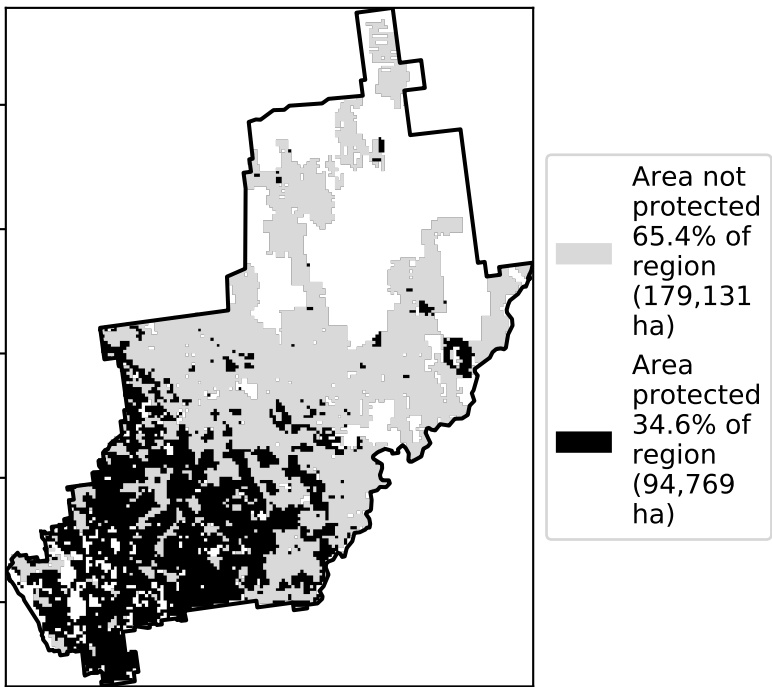 Area not
protected
65.4% of
region
(179,131
ha)
Area
protected
34.6% of
region
(94,769
ha)